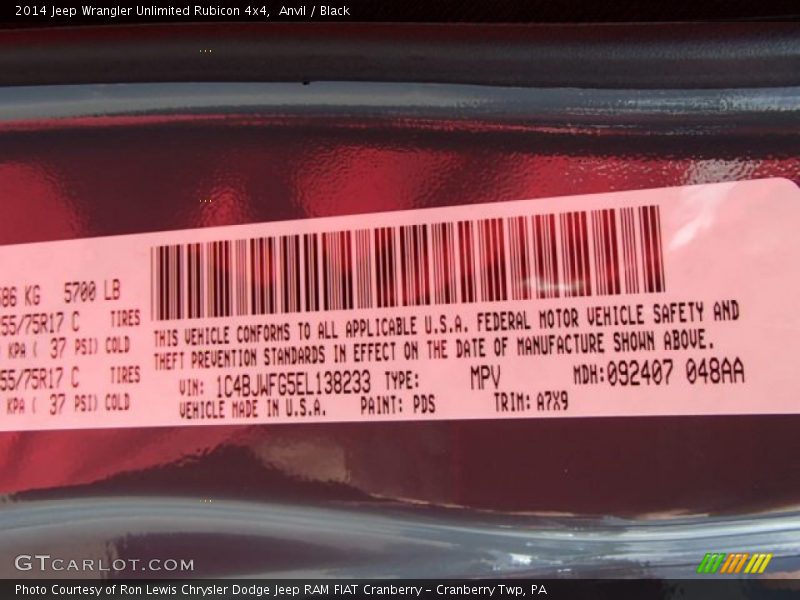 2014 Jeep Wrangler Unlimited Rubicon 4x4, Anvil / Black
586 KG 5700 LB
55/75R17 C TIRES
KPA ( 37 PSI) COLD
55/75R17 C TIRES
KPA ( 37 PSI) COLD
THIS VEHICLE CONFORMS TO ALL APPLICABLE U.S.A. FEDERAL MOTOR VEHICLE SAFETY AND
THEFT PREVENTION STANDARDS IN EFFECT ON THE DATE OF MANUFACTURE SHOWN ABOVE.
VIN: 1C4BJWFG5EL138233 TYPE: MPV MDH:092407 048AA
VEHICLE MADE IN U.S.A. PAINT: PDS TRIM: A7X9
GTCARLOT.COM
Photo Courtesy of Ron Lewis Chrysler Dodge Jeep RAM FIAT Cranberry – Cranberry Twp, PA